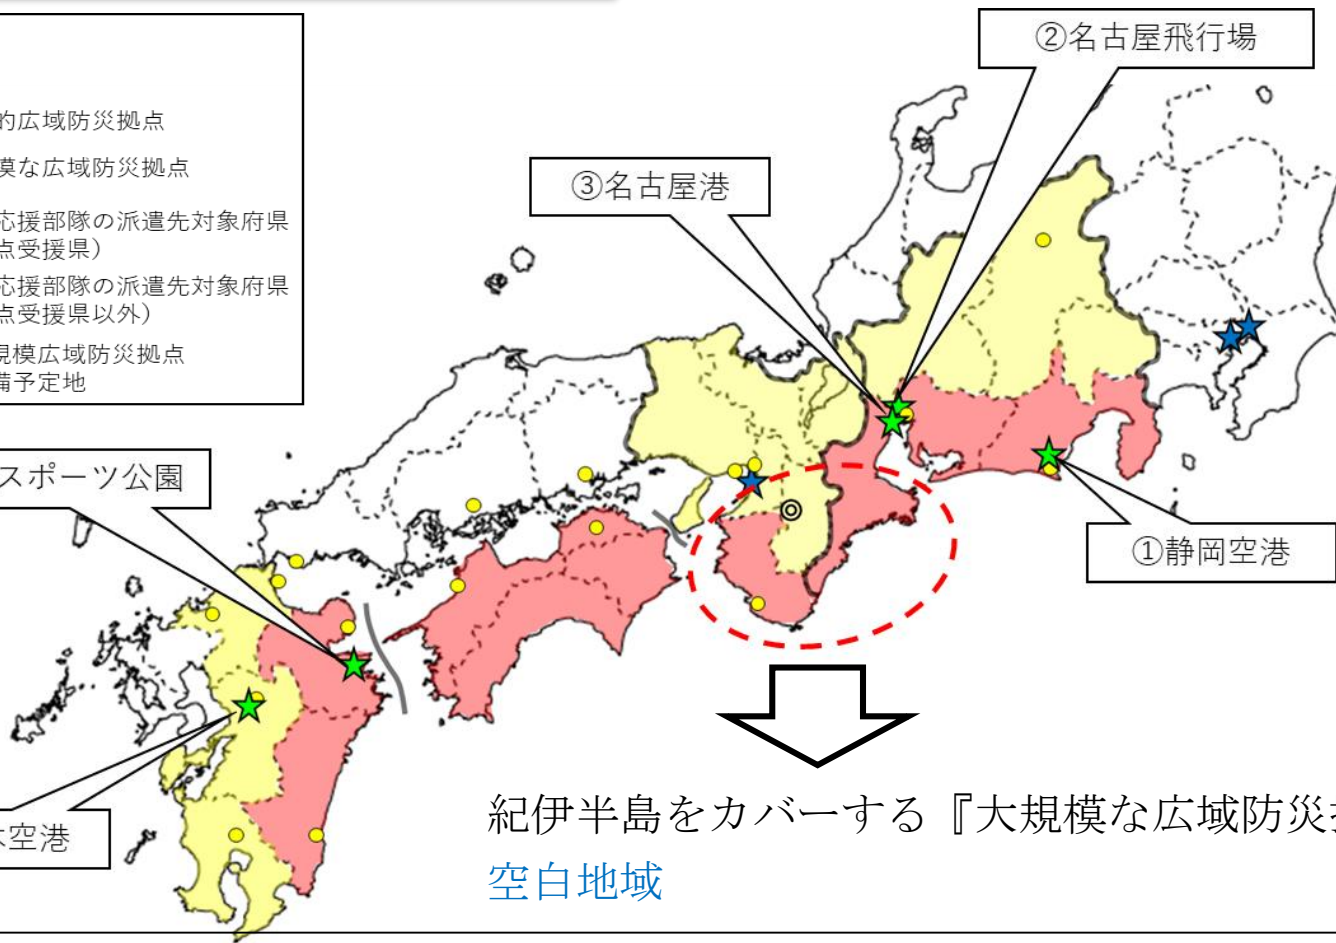 ②名古屋飛行場
的広域防災拠点
模な広域防災拠点
③名古屋港
応援部隊の派遣先対象府県
点受援県）
応援部隊の派遣先対象府県
点受援県以外）
規模広域防災拠点
備予定地
スポーツ公園
①静岡空港
空港
紀伊半島をカバーする『大規模な広域防災
空白地域